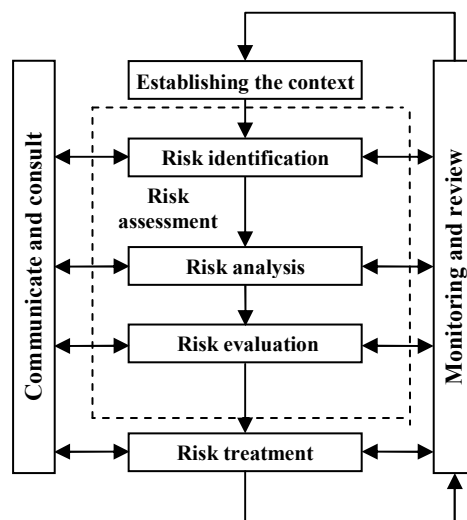 Establishing the context
Communicate and consult
Risk identification
Risk
assessment
Risk analysis
Risk evaluation
Risk treatment
Monitoring and review